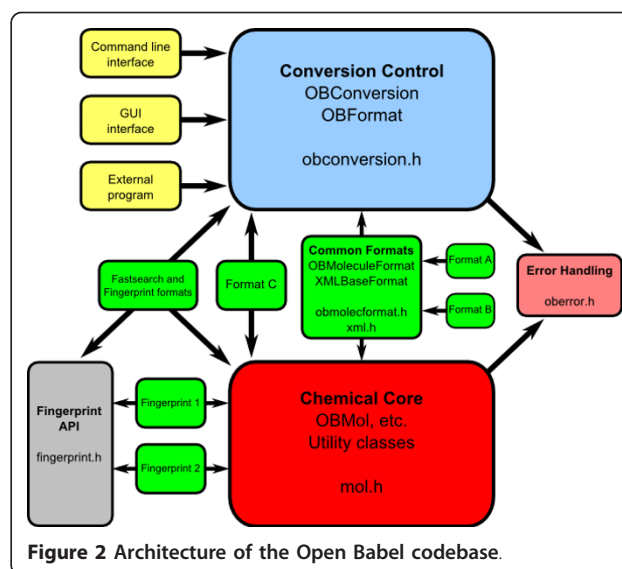 Command line
interface
GUI
interface
External
program
Conversion Control
OBConversion
OBFormat
obconversion.h
Fastsearch and
Fingerprint formats
Format C
Common Formats
OBMoleculeFormat
XMLBaseFormat
obmolecformat.h
xml.h
Format A
Format B
Error Handling
oberror.h
Fingerprint
API
fingerprint.h
Fingerprint 1
Fingerprint 2
Chemical Core
OBMol, etc.
Utility classes
mol.h
Figure 2 Architecture of the Open Babel codebase.